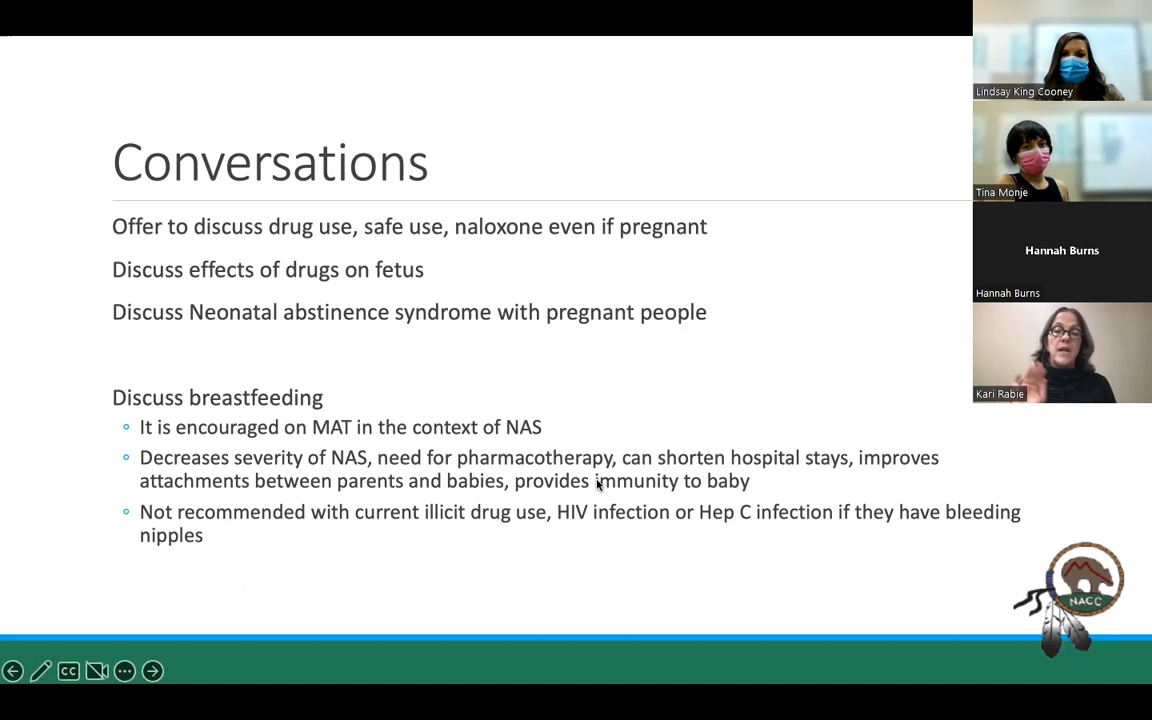 Conversations
Offer to discuss drug use, safe use, naloxone even if pregnant
Discuss effects of drugs on fetus
Discuss Neonatal abstinence syndrome with pregnant people
Discuss breastfeeding
It is encouraged on MAT in the context of NAS
Decreases severity of NAS, need for pharmacotherapy, can shorten hospital stays, improves
attachments between parents and babies, provides immunity to baby
Not recommended with current illicit drug use, HIV infection or Hep C infection if they have bleeding
nipples
NACC
CC
Lindsay King Cooney
Tina Monje
Hannah Burns
Hannah Burns
Kari Rabie